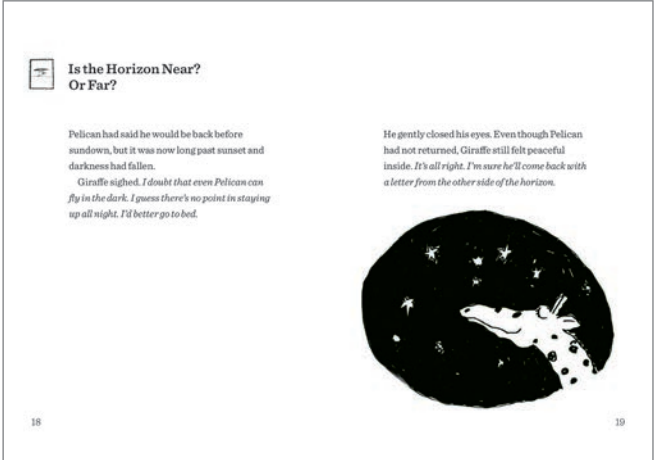 Is the Horizon Near?
Or Far?
Pelican had said he would be back before
sundown, but it was now long past sunset and
darkness had fallen.
Giraffe sighed. I doubt that even Pelican can
fly in the dark. I guess there's no point in staying
up all night. I'd better go to bed.
18
He gently closed his eyes. Even though Pelican
had not returned, Giraffe still felt peaceful
inside. It's all right. I'm sure he'll come back with
a letter from the other side of the horizon.
19